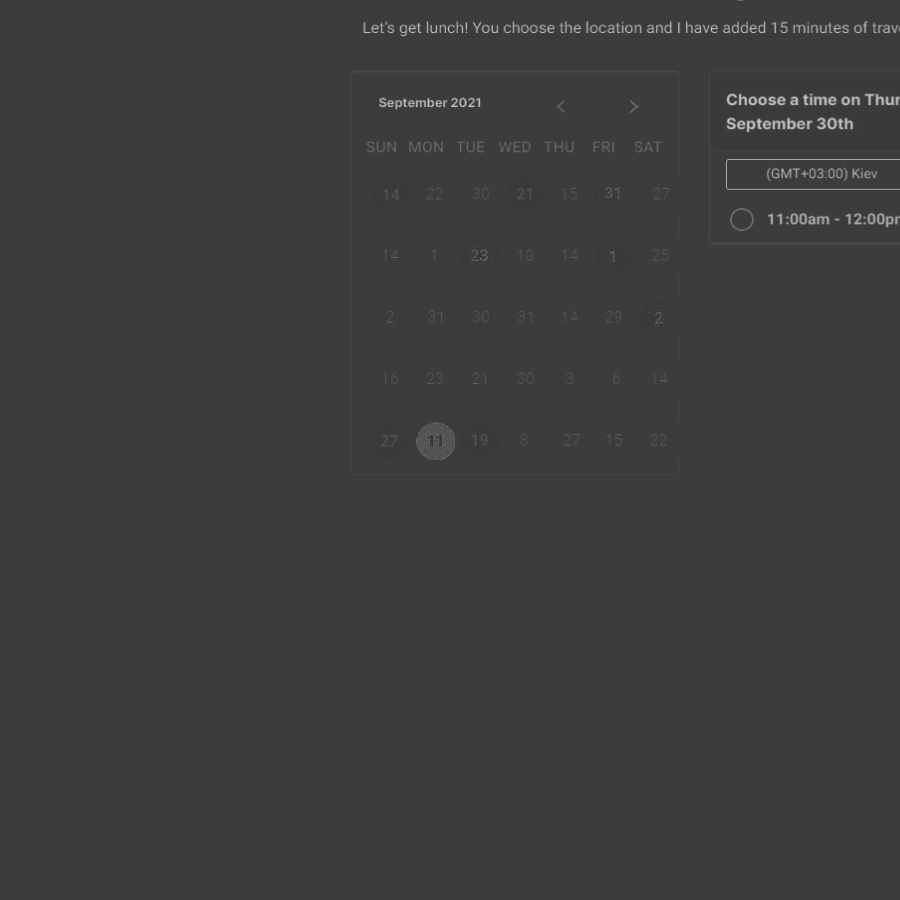 Let's get lunch! You choose the location and I have added 15 minutes of trav
September 2021
SUN MON TUE WED THU FRI SAT
14 22 30 21 15 31 27
14 1 23 10 14 1 25
2 31 30 31 14 29 2
16 23 21 30 3 6 14
27 11 19 8 27 15 22
Choose a time on Thur
September 30th
(GMT+03:00) Kiev
11:00am - 12:00pm